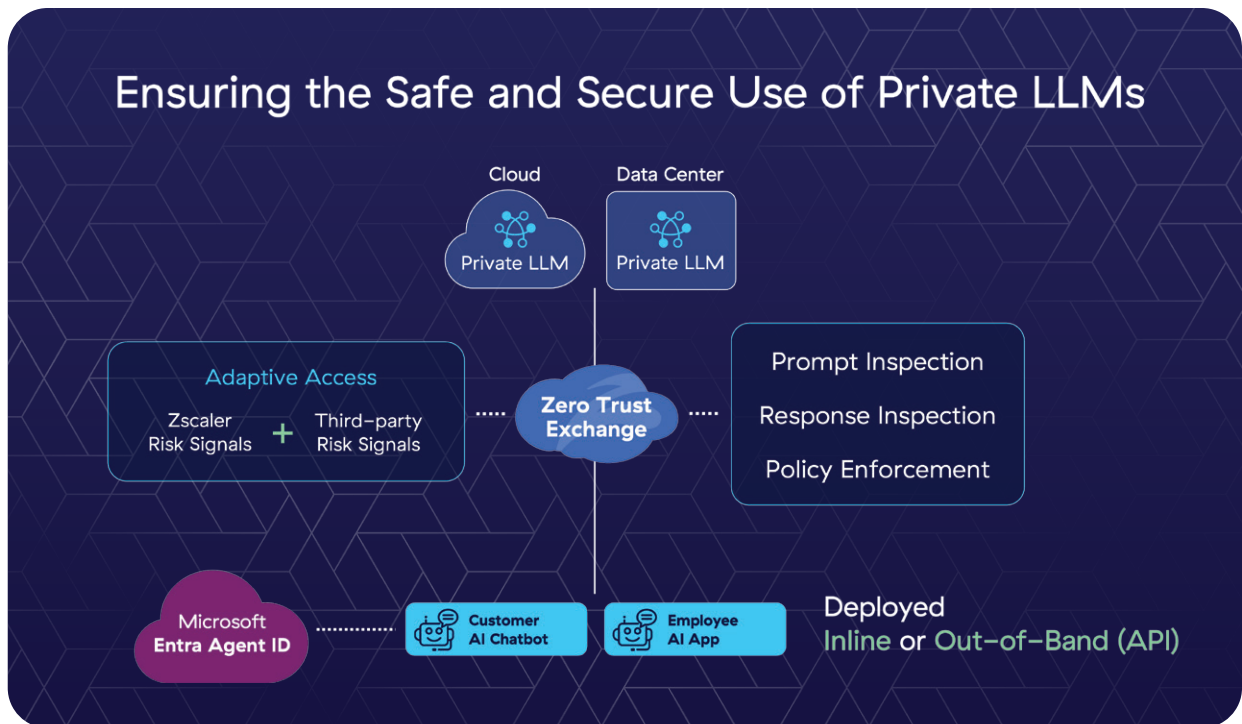 Ensuring the Safe and Secure Use of Private LLMs
Cloud
Private LLM
Data Center
Private LLM
Adaptive Access
Zscaler
Risk Signals
+
Third-party
Risk Signals
Zero Trust
Exchange
Prompt Inspection
Response Inspection
Policy Enforcement
Microsoft
Entra Agent ID
Customer
AI Chatbot
Employee
AI App
Deployed
Inline or Out-of-Band (API)